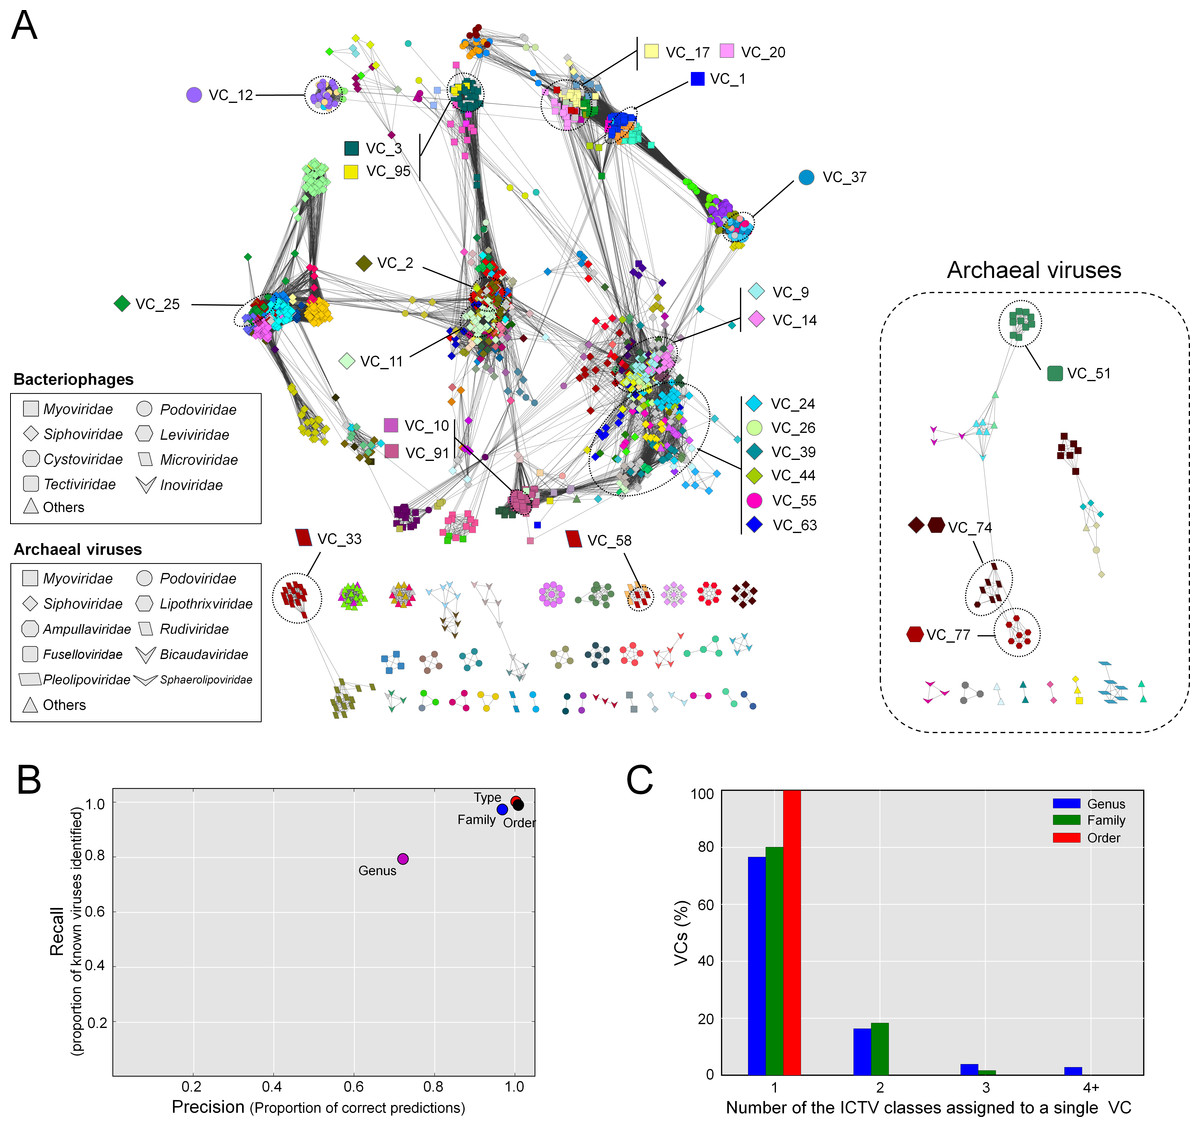 A
VC_17 VC_20
VC_1
VC_12
VC_3
VC_95
VC_37
VC_2
VC_25
VC_9
VC_14
VC_11
VC_10
VC_91
VC_24
VC_26
VC_39
VC_44
VC_55
VC_63
VC_33
VC_58
Archaeal viruses
VC_51
VC_74
VC_77
Bacteriophages
Myoviridae Podoviridae
Siphoviridae Leviviridae
Cystoviridae Microviridae
Tectiviridae Inoviridae
Others
Archaeal viruses
Myoviridae Podoviridae
Siphoviridae Lipothrixviridae
Ampullaviridae Rudiviridae
Fuselloviridae Bicaudaviridae
Pleolipoviridae Sphaerolipoviridae
Others
B
Recall
(proportion of known viruses identified)
1.0
0.8
0.6
0.4
0.2
Type
Family
Order
Genus
0.2 0.4 0.6 0.8 1.0
Precision (Proportion of correct predictions)
C
VCs (%)
100
80
60
40
20
0
Genus
Family
Order
1 2 3 4+
Number of the ICTV classes assigned to a single VC